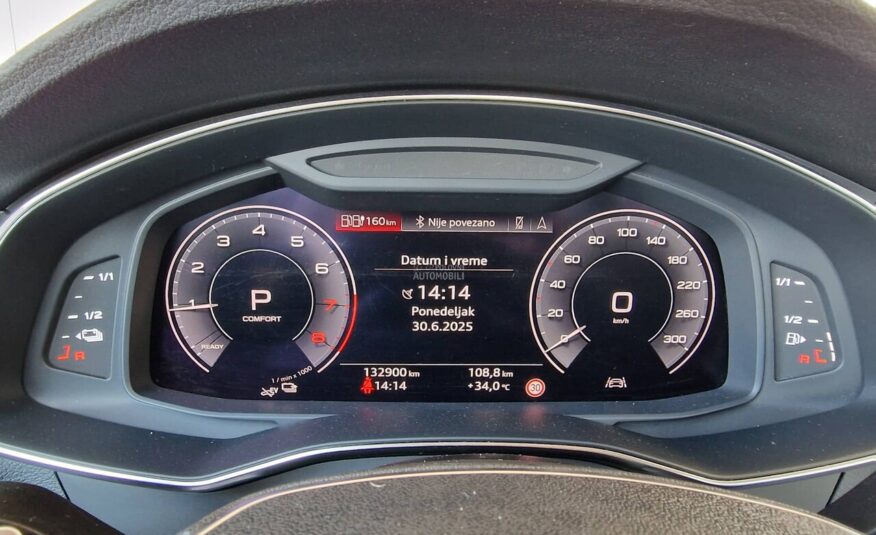 160 km
Nije povezano
Datum i vreme
AUTOMOBILI
14:14
Ponedeljak
30.6.2025
1 2 3 4 5 6 7 8
P
COMFORT
READY
1 / min x 1000
EV
0 20 40 60 80 100 140 180 220 260 300
0
km/h
132900 km
108,8 km
14:14
+34,0 °C
30
1/1
1/2
R
1/1
1/2
R